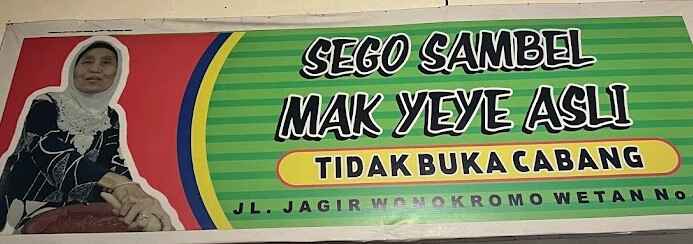 SEGO SAMBEL
MAK YEYE ASLI
TIDAK BUKA CABANG
JL. JAGIR WONOKROMO WETAN No